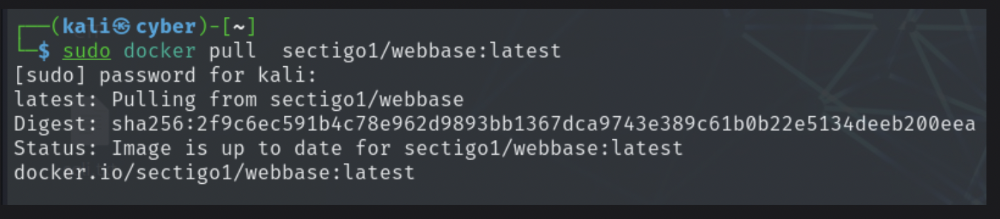 ┌──(kali㉿cyber)-[~]
└─$ sudo docker pull  sectigo1/webbase:latest
[sudo] password for kali:
latest: Pulling from sectigo1/webbase
Digest: sha256:2f9c6ec591b4c78e962d9893bb1367dca9743e389c61b0b22e5134deeb200eea
Status: Image is up to date for sectigo1/webbase:latest
docker.io/sectigo1/webbase:latest